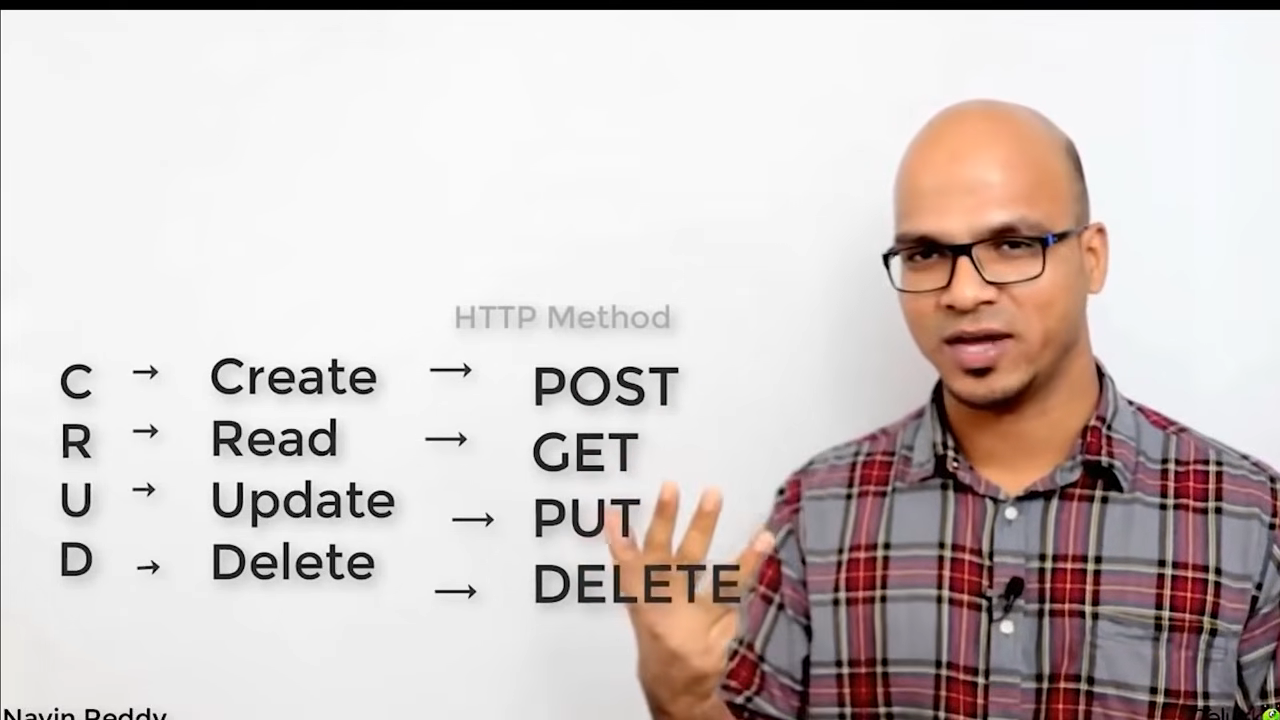 HTTP Method
C → Create → POST
R → Read → GET
U → Update → PUT
D → Delete → DELETE
Navin Reddy